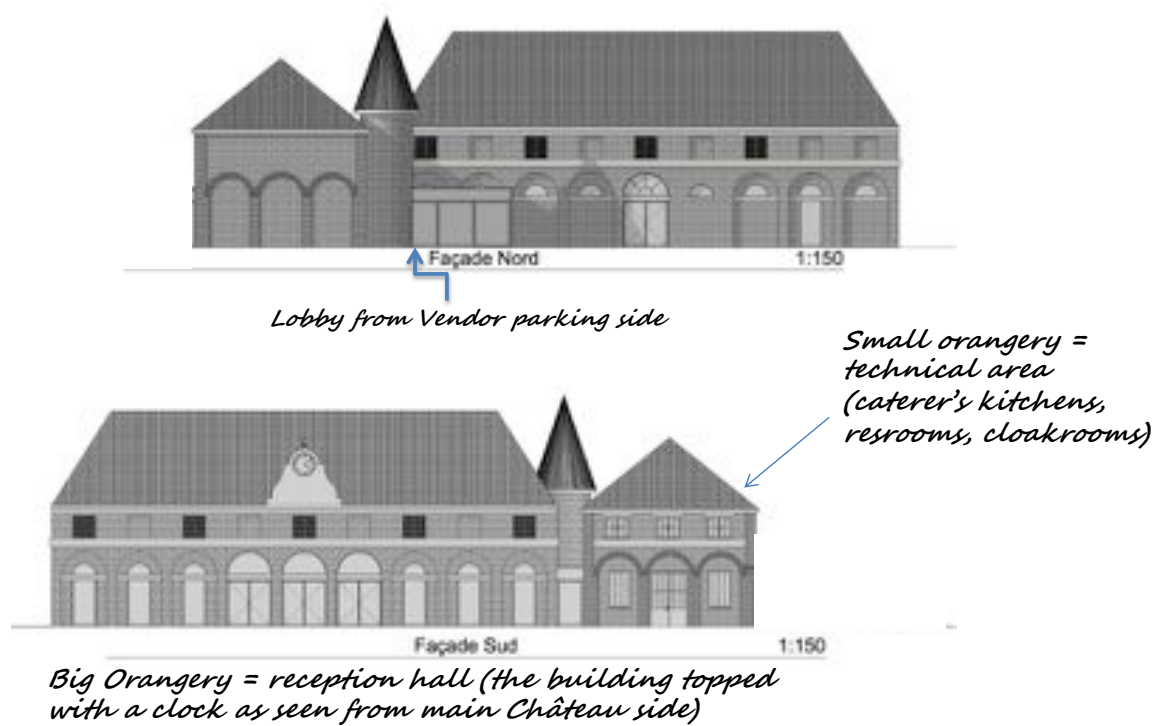 Façade Nord 1:150
Lobby from Vendor parking side
Small orangery =
technical area
(caterer's kitchens,
resrooms, cloakrooms)
Façade Sud 1:150
Big Orangery = reception hall (the building topped
with a clock as seen from main Château side)